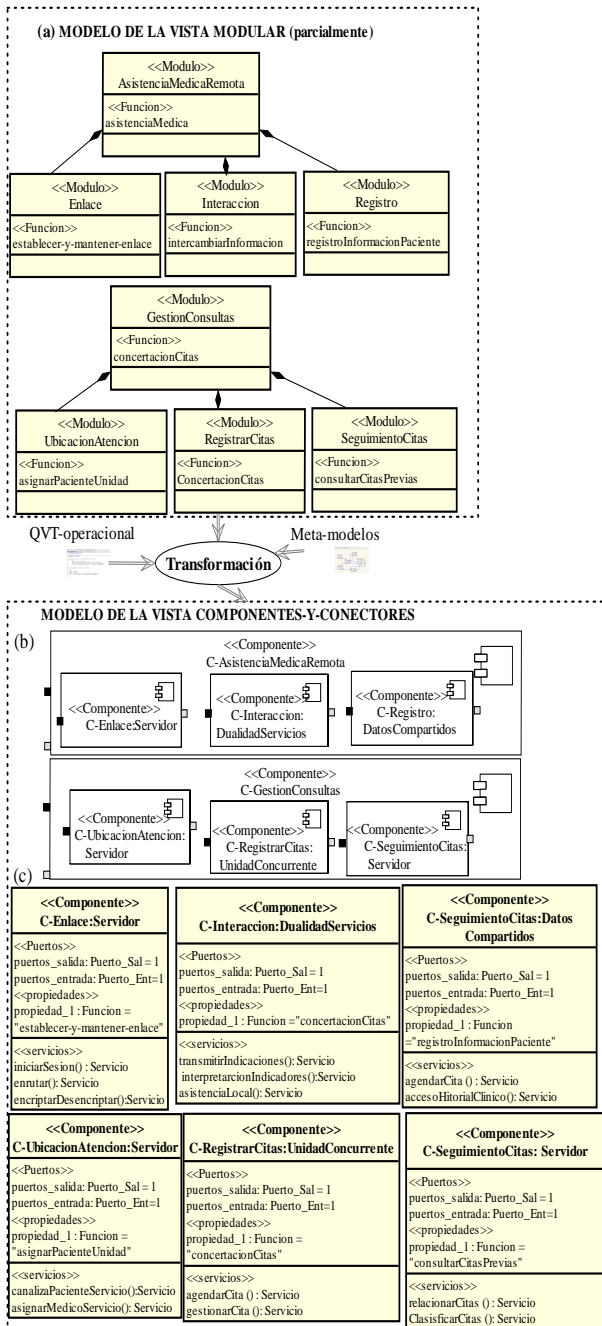 (a) MODELO DE LA VISTA MODULAR (parcialmente)
<<Modulo>>
AsistenciaMedicaRemota
<<Funcion>>
asistenciaMedica
<<Modulo>>
Enlace
<<Funcion>>
establecer-y-mantener-enlace
<<Modulo>>
Interaccion
<<Funcion>>
intercambiarInformacion
<<Modulo>>
Registro
<<Funcion>>
registroInformacionPaciente
<<Modulo>>
GestionConsultas
<<Funcion>>
concertacionCitas
<<Modulo>>
UbicacionAtencion
<<Funcion>>
asignarPacienteUnidad
<<Modulo>>
RegistrarCitas
<<Funcion>>
ConcertacionCitas
<<Modulo>>
SeguimientoCitas
<<Funcion>>
consultarCitasPrevias
QVT-operacional
Transformación
Meta-modelos
MODELO DE LA VISTA COMPONENTES-Y-CONECTORES
(b)
<<Componente>>
C-AsistenciaMedicaRemota
<<Componente>>
C-Enlace:Servidor
<<Componente>>
C-Interaccion:
DualidadServicios
<<Componente>>
C-Registro:
DatosCompartidos
<<Componente>>
C-GestionConsultas
<<Componente>>
C-UbicacionAtencion:
Servidor
<<Componente>>
C-RegistrarCitas:
UnidadConcurrente
<<Componente>>
C-SeguimientoCitas:
Servidor
(c)
<<Componente>>
C-Enlace:Servidor
<<Puertos>>
puertos_salida: Puerto_Sal = 1
puertos_entrada: Puerto_Ent=1
<<propiedades>>
propiedad_1 : Funcion =
"establecer-y-mantener-enlace"
<<servicios>>
iniciarSesion() : Servicio
enrutar(): Servicio
encriptarDesencriptar():Servicio
<<Componente>>
C-Interaccion:DualidadServicios
<<Puertos>>
puertos_salida: Puerto_Sal = 1
puertos_entrada: Puerto_Ent=1
<<propiedades>>
propiedad_1 : Funcion ="concertacionCitas"
<<servicios>>
transmitirIndicaciones(): Servicio
interpretarcionIndicadores():Servicio
asistenciaLocal(): Servicio
<<Componente>>
C-SeguimientoCitas:Datos
Compartidos
<<Puertos>>
puertos_salida: Puerto_Sal = 1
puertos_entrada: Puerto_Ent=1
<<propiedades>>
propiedad_1 : Funcion
="registroInformacionPaciente"
<<servicios>>
agendarCita () : Servicio
accesoHitorialClinico(): Servicio
<<Componente>>
C-UbicacionAtencion:Servidor
<<Puertos>>
puertos_salida: Puerto_Sal = 1
puertos_entrada: Puerto_Ent=1
<<propiedades>>
propiedad_1 : Funcion =
"asignarPacienteUnidad"
<<servicios>>
canalizaPacienteServicio():Servicio
asignarMedicoServicio(): Servicio
<<Componente>>
C-RegistrarCitas:UnidadConcurrente
<<Puertos>>
puertos_salida: Puerto_Sal = 1
puertos_entrada: Puerto_Ent=1
<<propiedades>>
propiedad_1 : Funcion =
"concertacionCitas"
<<servicios>>
agendarCita (): Servicio
gestionarCita (): Servicio
<<Componente>>
C-SeguimientoCitas: Servidor
<<Puertos>>
puertos_salida: Puerto_Sal = 1
puertos_entrada: Puerto_Ent=1
<<propiedades>>
propiedad_1 : Funcion =
"consultarCitasPrevias"
<<servicios>>
relacionarCitas () : Servicio
ClasisficarCitas () : Servicio